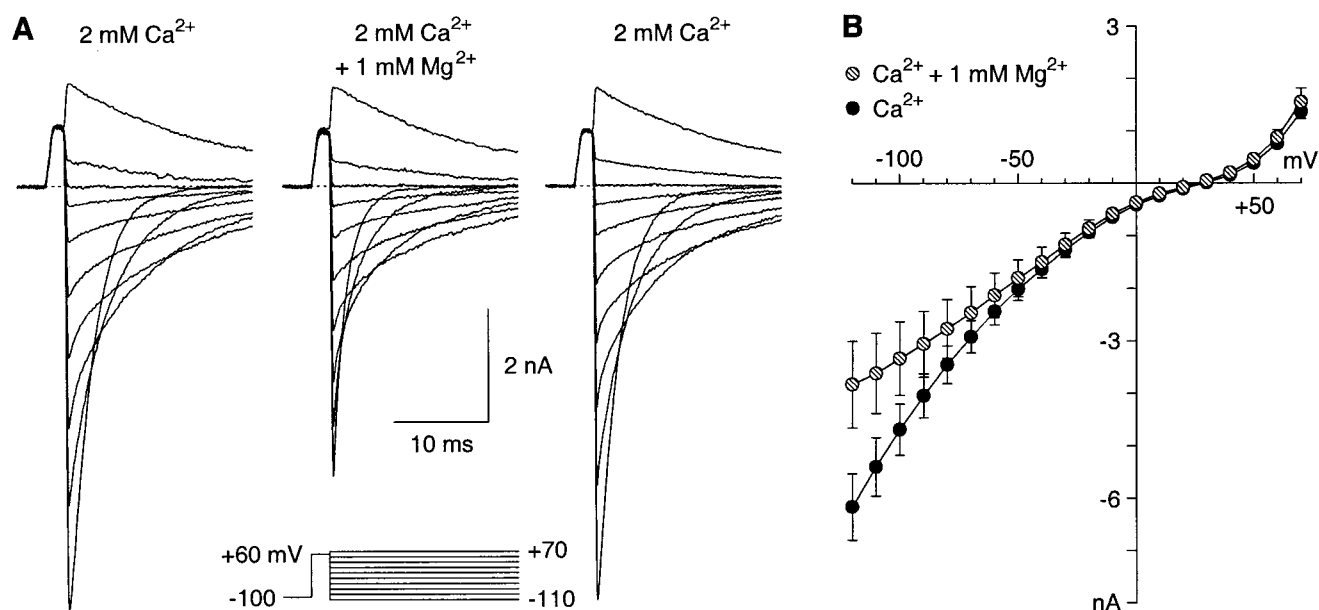 A
2 mM Ca²⁺
2 mM Ca²⁺
+ 1 mM Mg²⁺
2 mM Ca²⁺
2 nA
10 ms
+60 mV
+70
-100
-110
B
3
Ca²⁺ + 1 mM Mg²⁺
Ca²⁺
-100
-50
mV
+50
-3
-6
nA